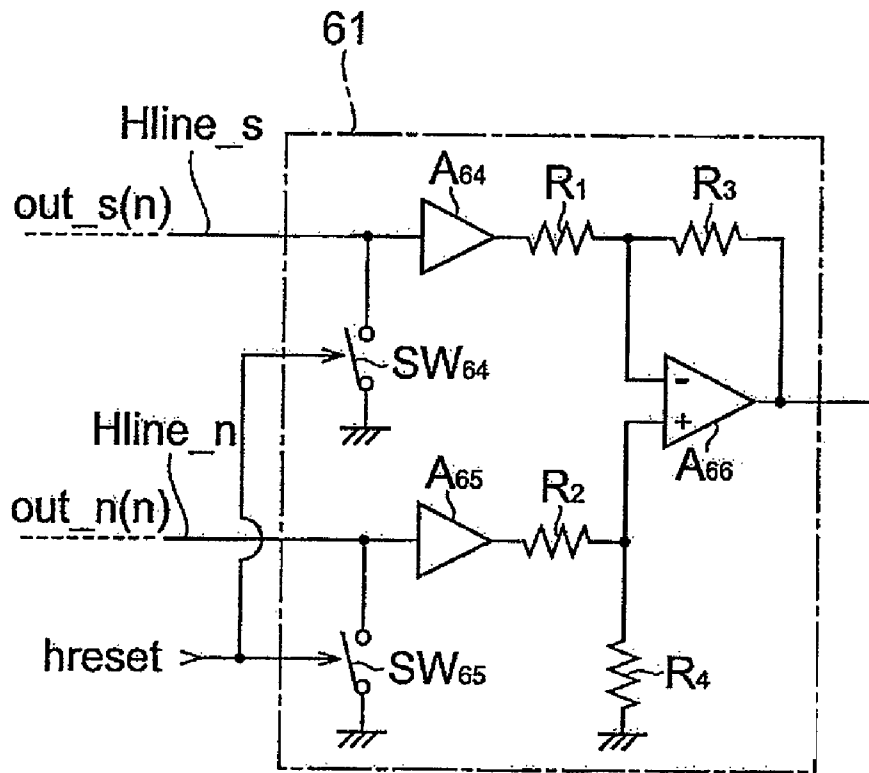 61
Hline_s
A64
R1
R3
out_s(n)
SW64
-
+
Hline_n
A66
A65
R2
out_n(n)
hreset
SW65
R4